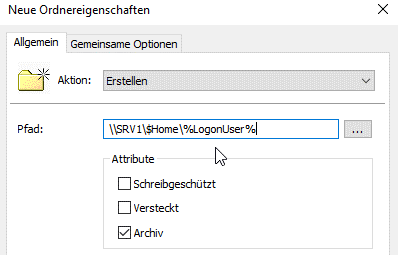 Neue Ordnereigenschaften
Allgemein Gemeinsame Optionen
Aktion: Erstellen
Pfad: \\SRV1\$Home\%LogonUser% ...
Attribute
Schreibgeschützt
Versteckt
Archiv